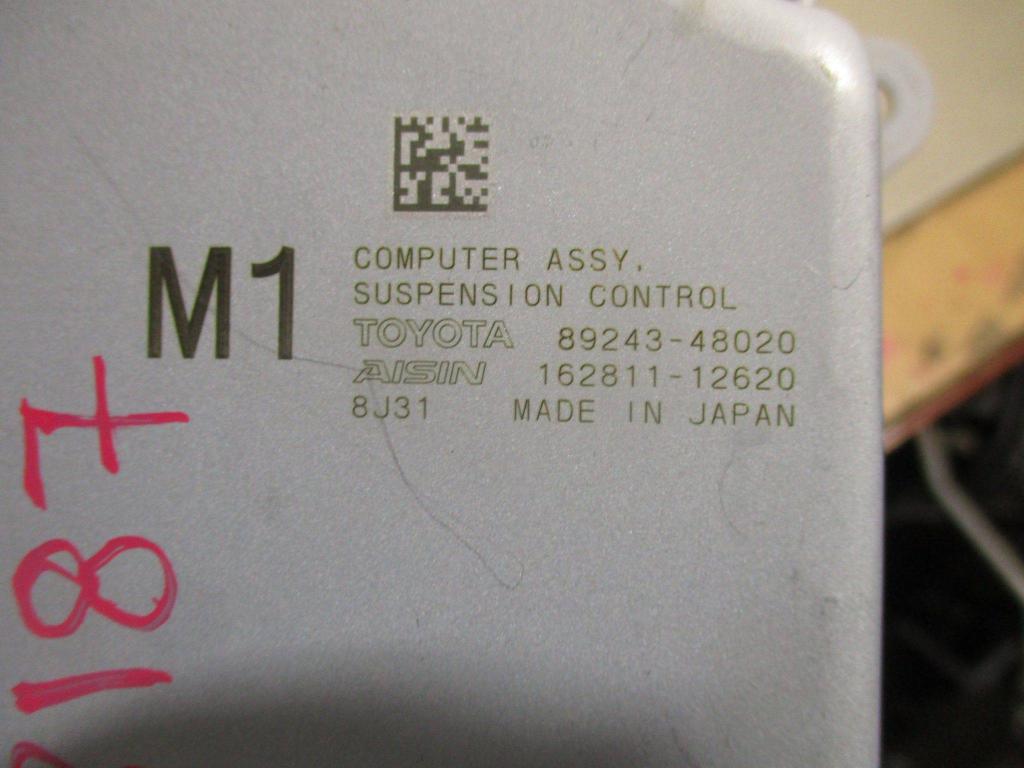 M1
COMPUTER ASSY,
SUSPENSION CONTROL
TOYOTA 89243-48020
AISIN 162811-12620
8J31 MADE IN JAPAN